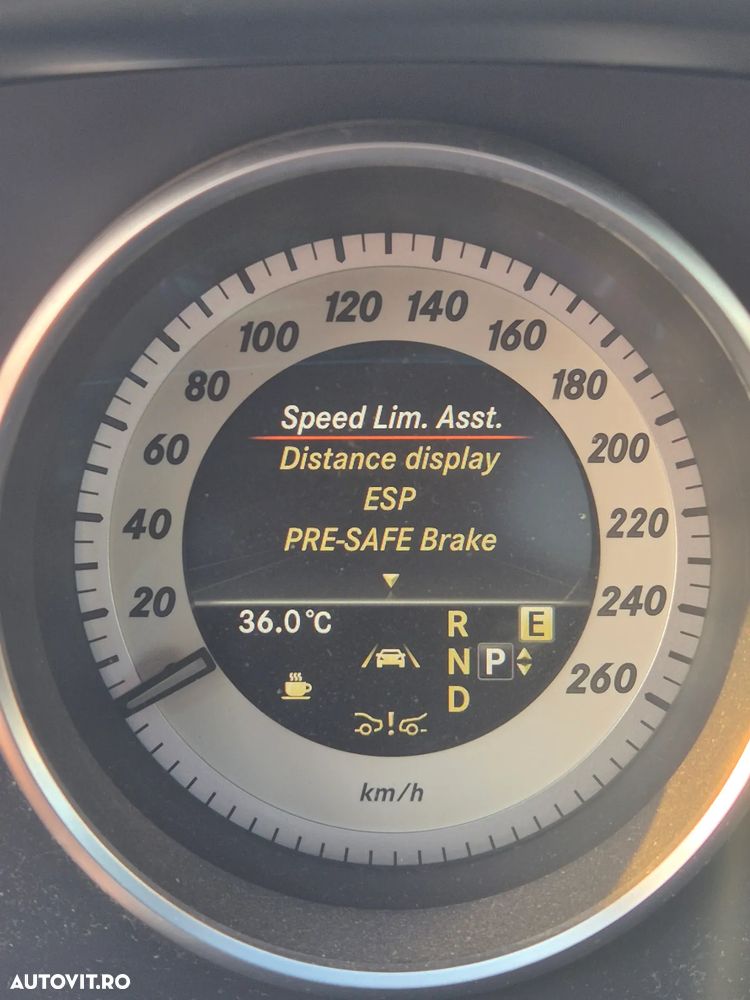 120 140
100 160
80 180
60 200
40 220
20 240
260
Speed Lim. Asst.
Distance display
ESP
PRE-SAFE Brake
36.0°C
R E
N P
D
km/h
AUTOVIT.RO